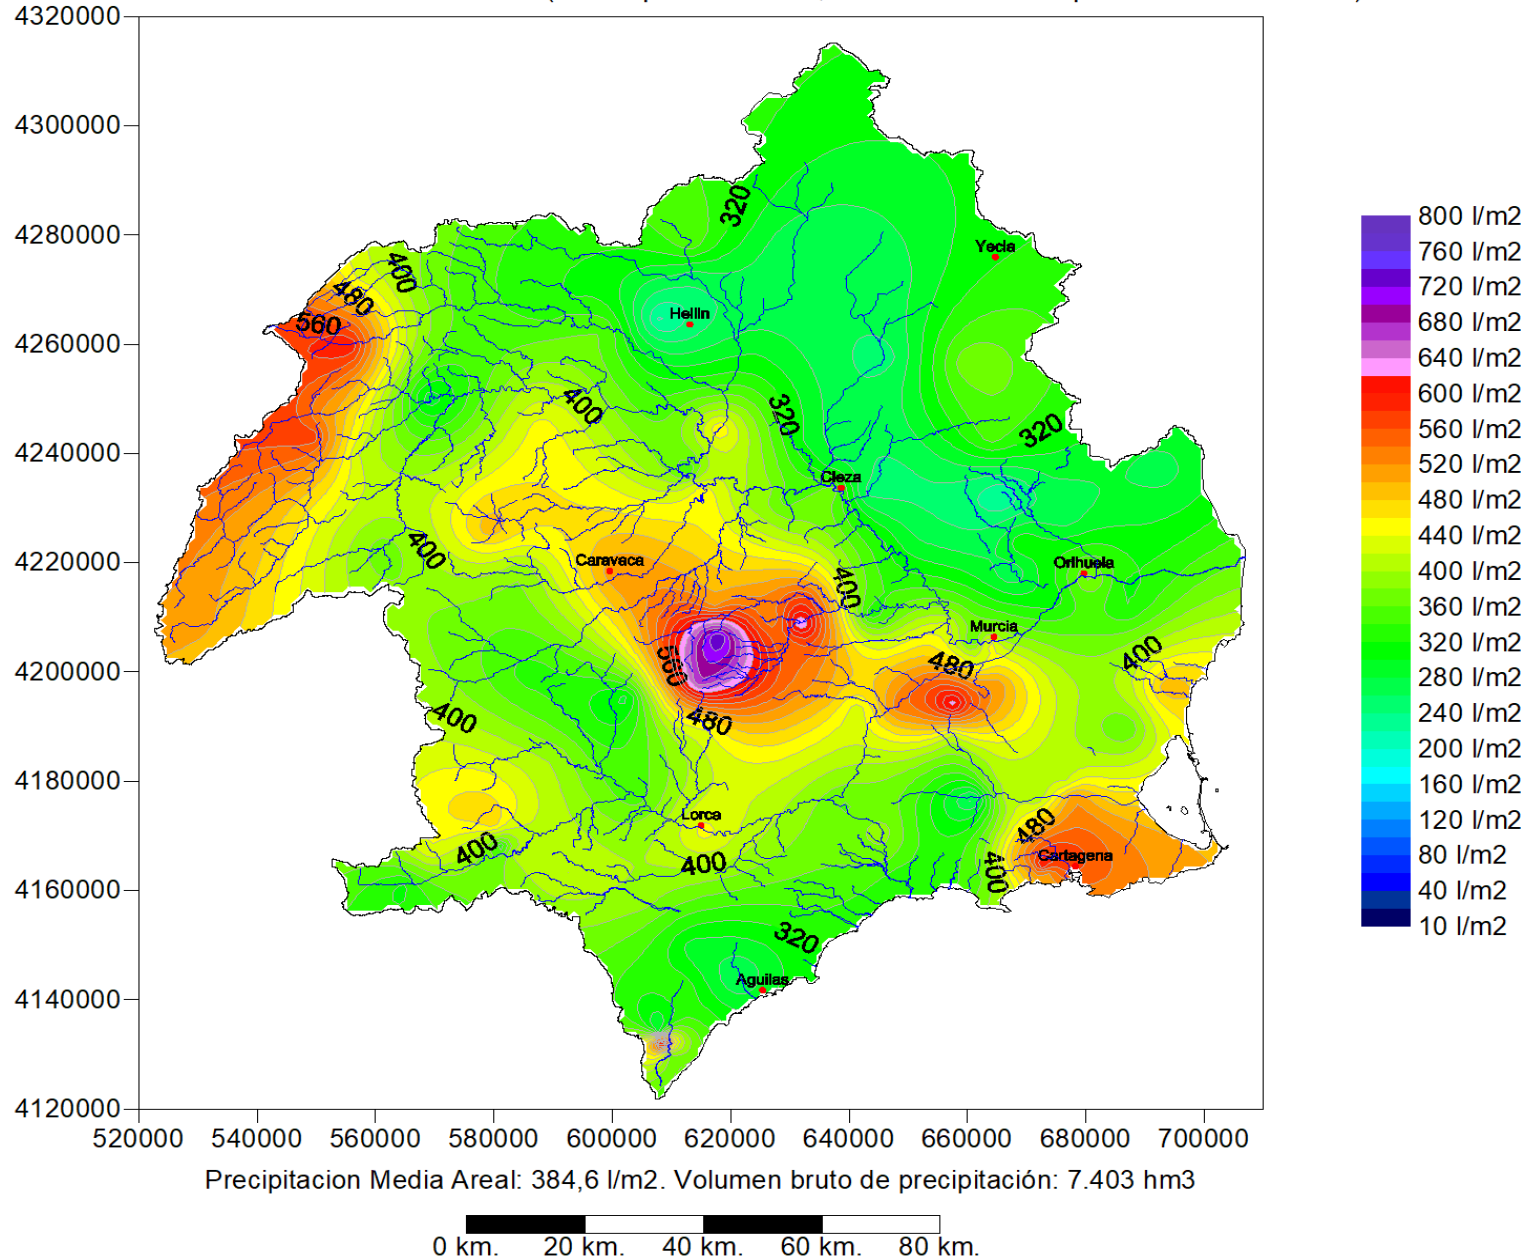 4320000
4300000
4280000
4260000
4240000
4220000
4200000
4180000
4160000
4140000
4120000
520000 540000 560000 580000 600000 620000 640000 660000 680000 700000
320
Yecla
400
480
560
Hellin
400
320
320
Cieza
400
Caravaca
Orihuela
400
Murcia
400
560
480
480
400
Lorca
480
400
400
Cartagena
400
320
Aguilas
800 l/m2
760 l/m2
720 l/m2
680 l/m2
640 l/m2
600 l/m2
560 l/m2
520 l/m2
480 l/m2
440 l/m2
400 l/m2
360 l/m2
320 l/m2
280 l/m2
240 l/m2
200 l/m2
160 l/m2
120 l/m2
80 l/m2
40 l/m2
10 l/m2
Precipitacion Media Areal: 384,6 l/m2. Volumen bruto de precipitación: 7.403 hm3
0 km. 20 km. 40 km. 60 km. 80 km.